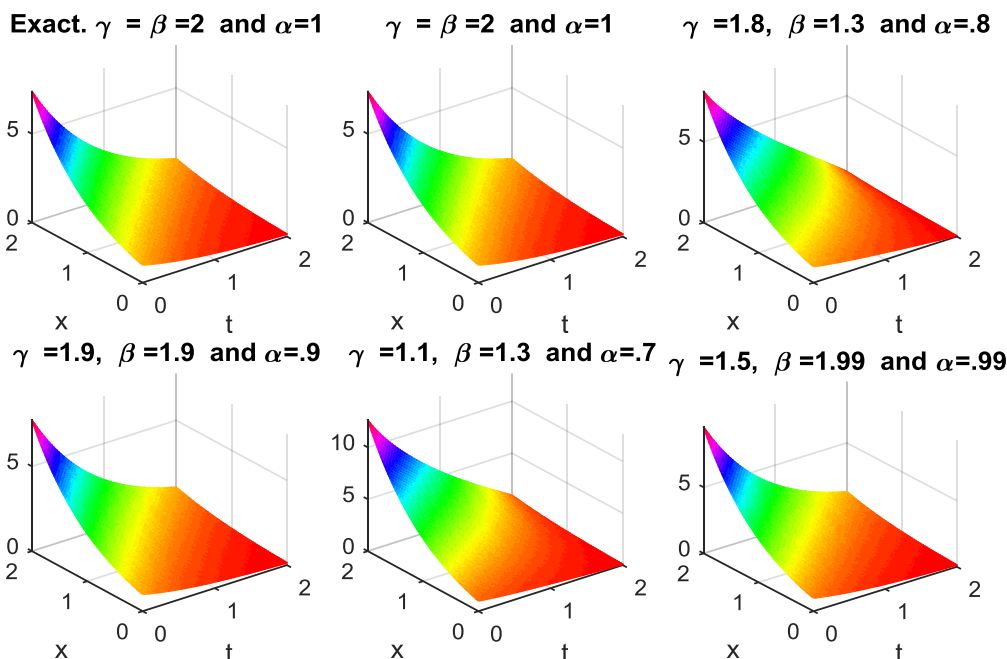 Exact. γ = β =2 and α=1
5
0
2
1
0
0
1
2
x
t
γ = β =2 and α=1
5
0
2
1
0
0
1
2
x
t
γ =1.8, β =1.3 and α=.8
5
0
2
1
0
0
1
2
x
t
γ =1.9, β =1.9 and α=.9
5
0
2
1
0
0
1
2
x
t
γ =1.1, β =1.3 and α=.7
10
5
0
2
1
0
0
1
2
x
t
γ =1.5, β =1.99 and α=.99
5
0
2
1
0
0
1
2
x
t